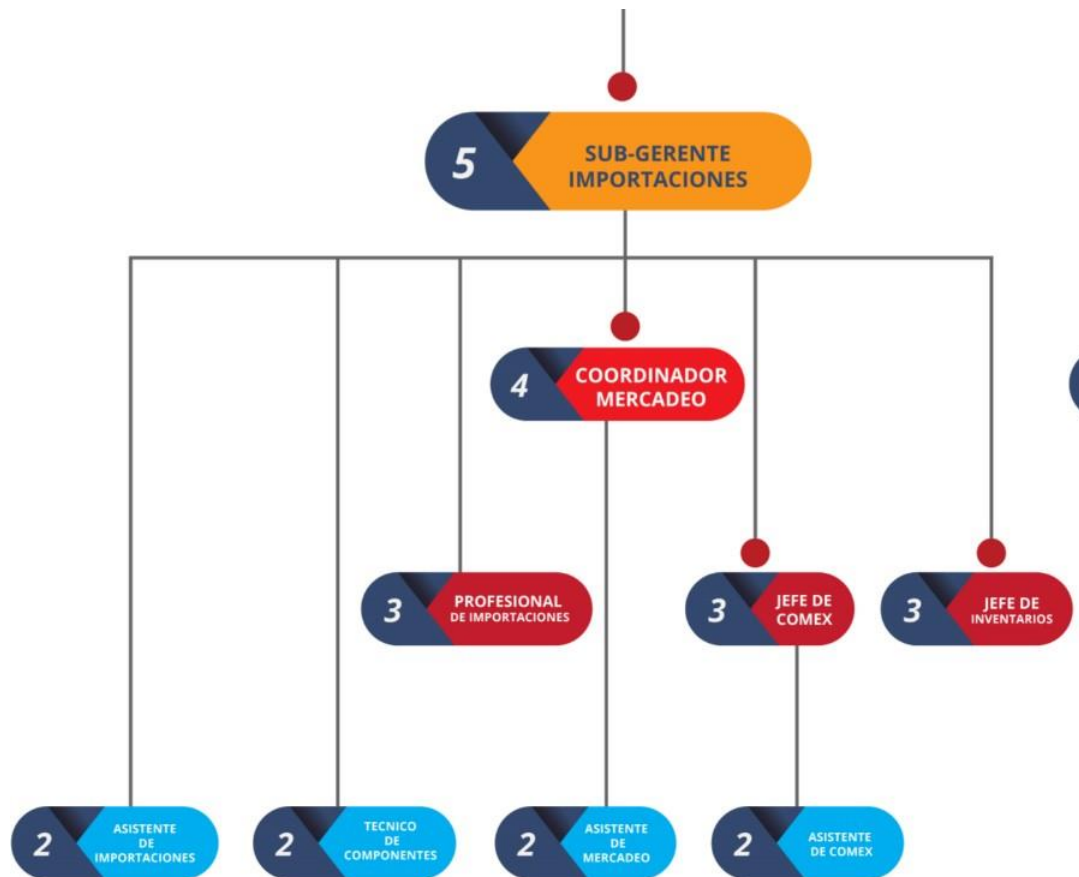 5
SUB-GERENTE
IMPORTACIONES
4
COORDINADOR
MERCADEO
3
PROFESIONAL
DE IMPORTACIONES
3
JEFE DE
COMEX
3
JEFE DE
INVENTARIOS
2
ASISTENTE
DE
IMPORTACIONES
2
TECNICO
DE
COMPONENTES
2
ASISTENTE
DE
MERCADEO
2
ASISTENTE
DE COMEX